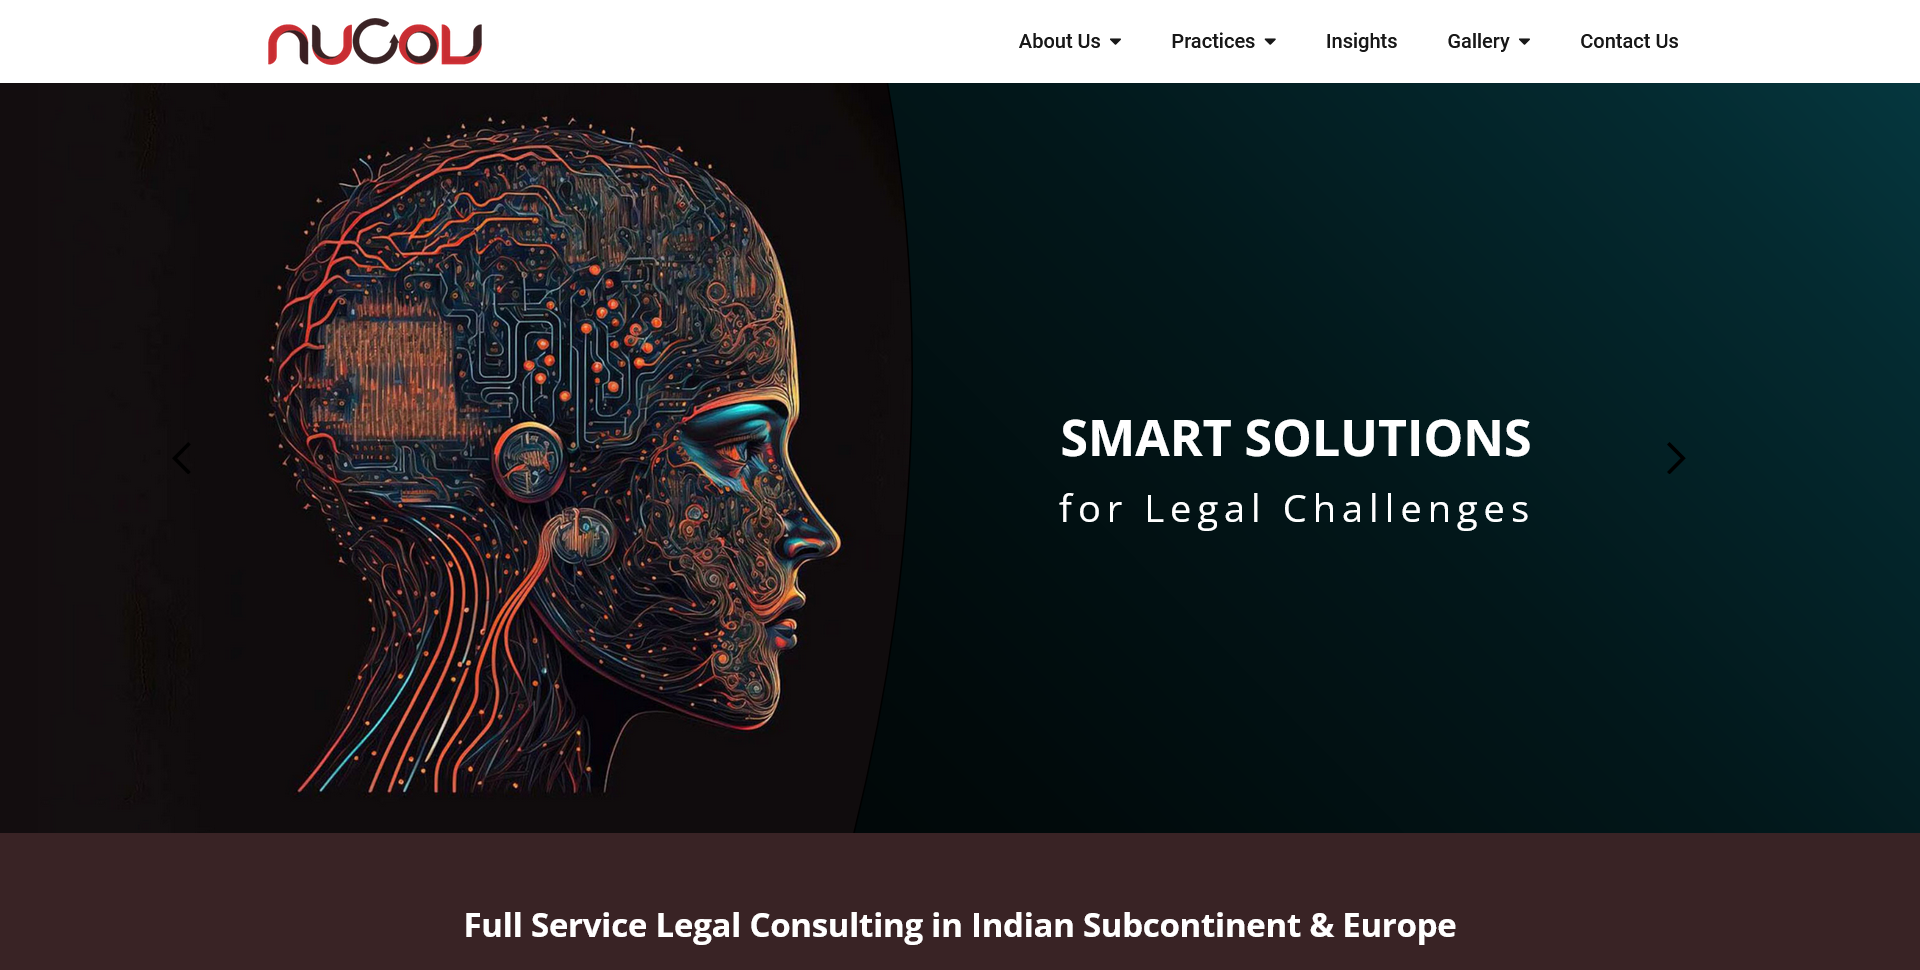 nuGov
About Us
Practices
Insights
Gallery
Contact Us
SMART SOLUTIONS
for Legal Challenges
Full Service Legal Consulting in Indian Subcontinent & Europe